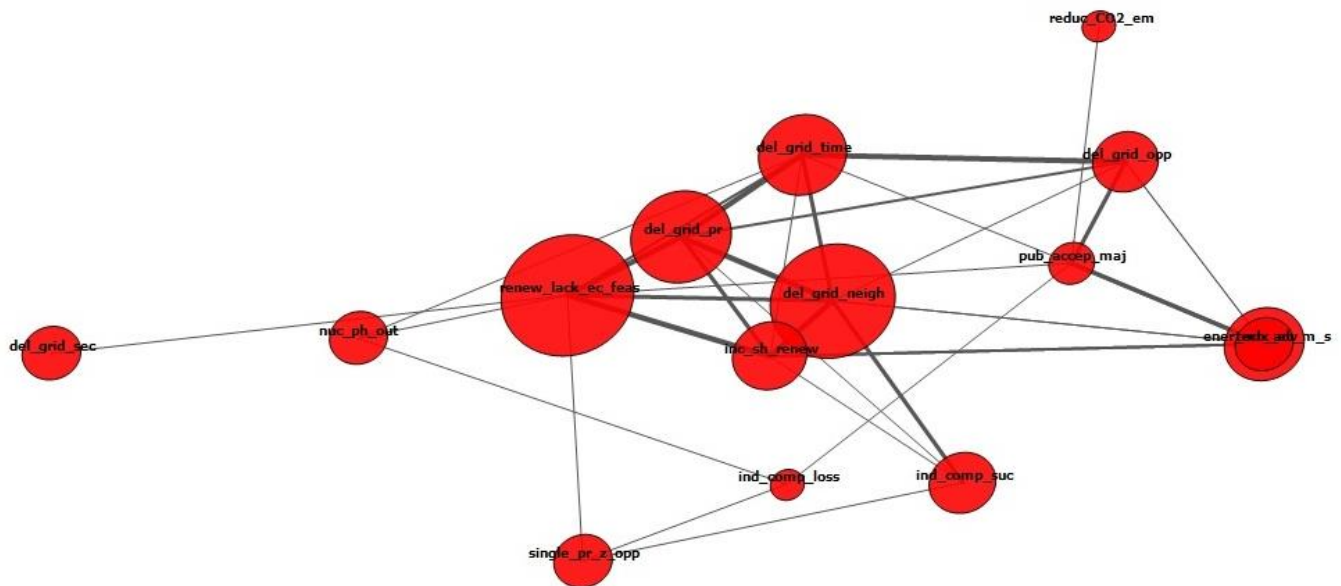 reduc_CO2_em
del_grid_time
del_grid_opp
del_grid_pr
pub_accep_maj
renew_lack_ec_feas
del_grid_neigh
nuc_ph_out
del_grid_sec
inc_sh_renew
ind_comp_loss
ind_comp_suc
single_pr_z_opp